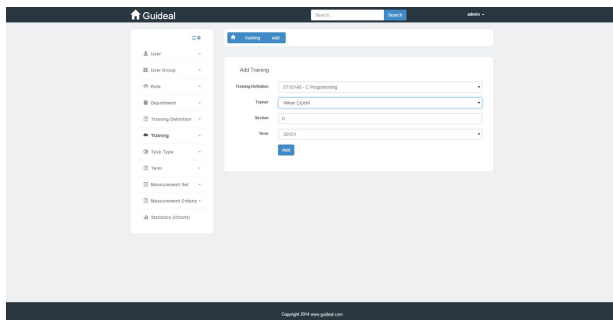 Guideal
Search...
Search
admin
training add
User
User Group
Role
Department
Training Definition
Training
Task Type
Term
Measurement Set
Measurement Criteria
Statistics (Charts)
Add Training
Training Definition
5710140 - C Programming
Trainer
Nihan Çiçekli
Section
0
Term
20151
Add
Copyright 2014 www.guideal.com